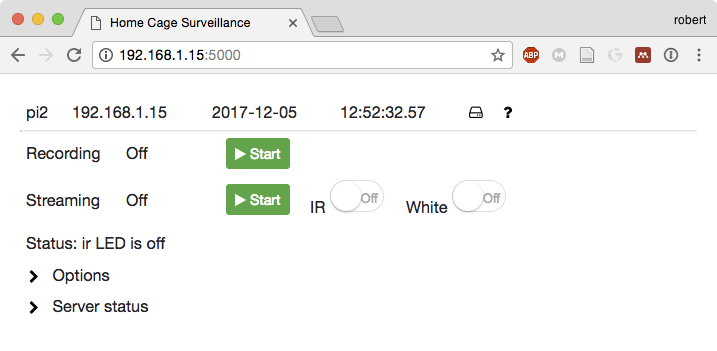 Home Cage Surveillance
robert
192.168.1.15:5000
ABP
M
G
pi2 192.168.1.15 2017-12-05 12:52:32.57 ?
Recording Off Start
Streaming Off Start IR Off White Off
Status: ir LED is off
Options
Server status